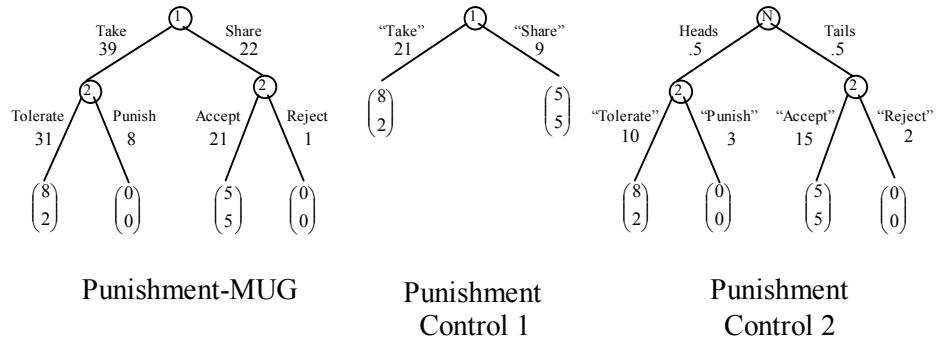 1
Take
39
Share
22
2
2
Tolerate
31
Punish
8
Accept
21
Reject
1
8
2
0
0
5
5
0
0
Punishment-MUG
1
“Take”
21
“Share”
9
8
2
5
5
Punishment
Control 1
N
Heads
.5
Tails
.5
2
2
“Tolerate”
10
“Punish”
3
“Accept”
15
“Reject”
2
8
2
0
0
5
5
0
0
Punishment
Control 2